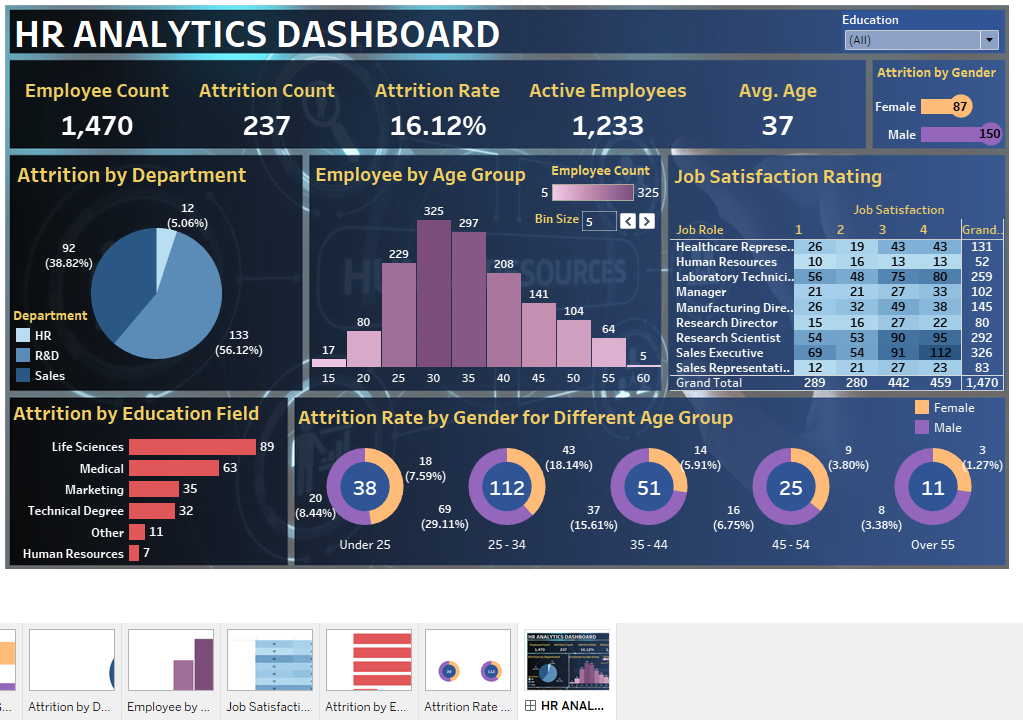 HR ANALYTICS DASHBOARD
Education
(All)
Employee Count
1,470
Attrition Count
237
Attrition Rate
16.12%
Active Employees
1,233
Avg. Age
37
Attrition by Gender
Female 87
Male 150
Attrition by Department
12
(5.06%)
92
(38.82%)
133
(56.12%)
Department
HR
R&D
Sales
Employee by Age Group
Employee Count
5 325
Bin Size 5
17 80 229 325 297 208 141 104 64 5
15 20 25 30 35 40 45 50 55 60
Job Satisfaction Rating
Job Satisfaction
Job Role 1 2 3 4 Grand..
Healthcare Represe.. 26 19 43 43 131
Human Resources 10 16 13 13 52
Laboratory Technici.. 56 48 75 80 259
Manager 21 21 27 33 102
Manufacturing Dire.. 26 32 49 38 145
Research Director 15 16 27 22 80
Research Scientist 54 53 90 95 292
Sales Executive 69 54 91 112 326
Sales Representati.. 12 21 27 23 83
Grand Total 289 280 442 459 1,470
Attrition by Education Field
Life Sciences 89
Medical 63
Marketing 35
Technical Degree 32
Other 11
Human Resources 7
Attrition Rate by Gender for Different Age Group
Female
Male
38
18
(7.59%)
20
(8.44%)
Under 25
112
43
(18.14%)
69
(29.11%)
25 - 34
51
14
(5.91%)
37
(15.61%)
35 - 44
25
9
(3.80%)
16
(6.75%)
45 - 54
11
3
(1.27%)
8
(3.38%)
Over 55
Attrition by D...
Employee by ...
Job Satisfacti...
Attrition by E...
Attrition Rate ...
HR ANAL...